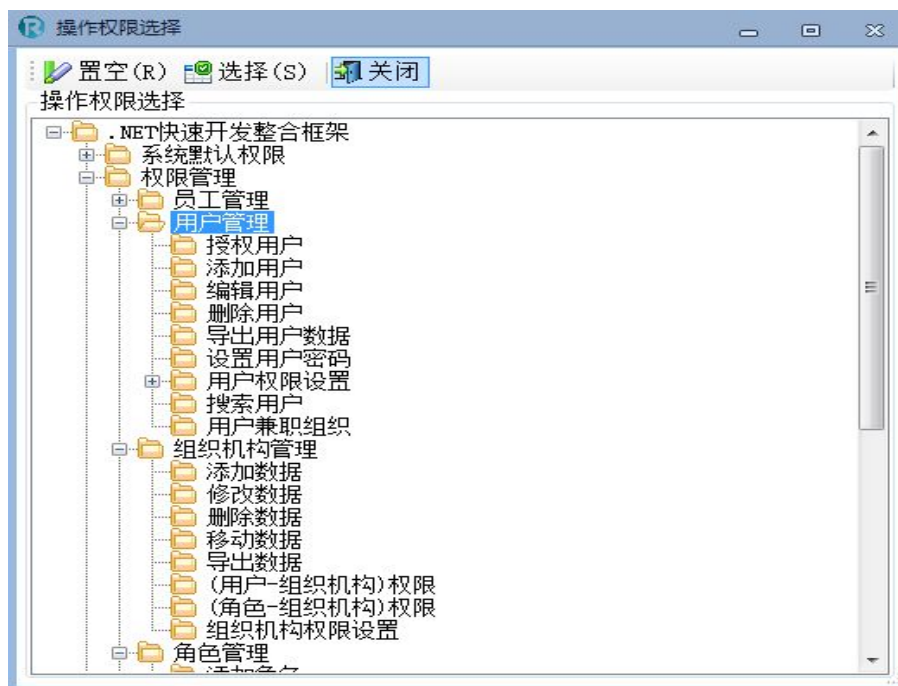 操作权限选择
置空(R) 选择(S) 关闭
操作权限选择
.NET快速开发整合框架
系统默认权限
权限管理
员工管理
用户管理
授权用户
添加用户
编辑用户
删除用户
导出用户数据
设置用户密码
用户权限设置
搜索用户
用户兼职组织
组织机构管理
添加数据
修改数据
删除数据
移动数据
导出数据
(用户-组织机构)权限
(角色-组织机构)权限
组织机构权限设置
角色管理